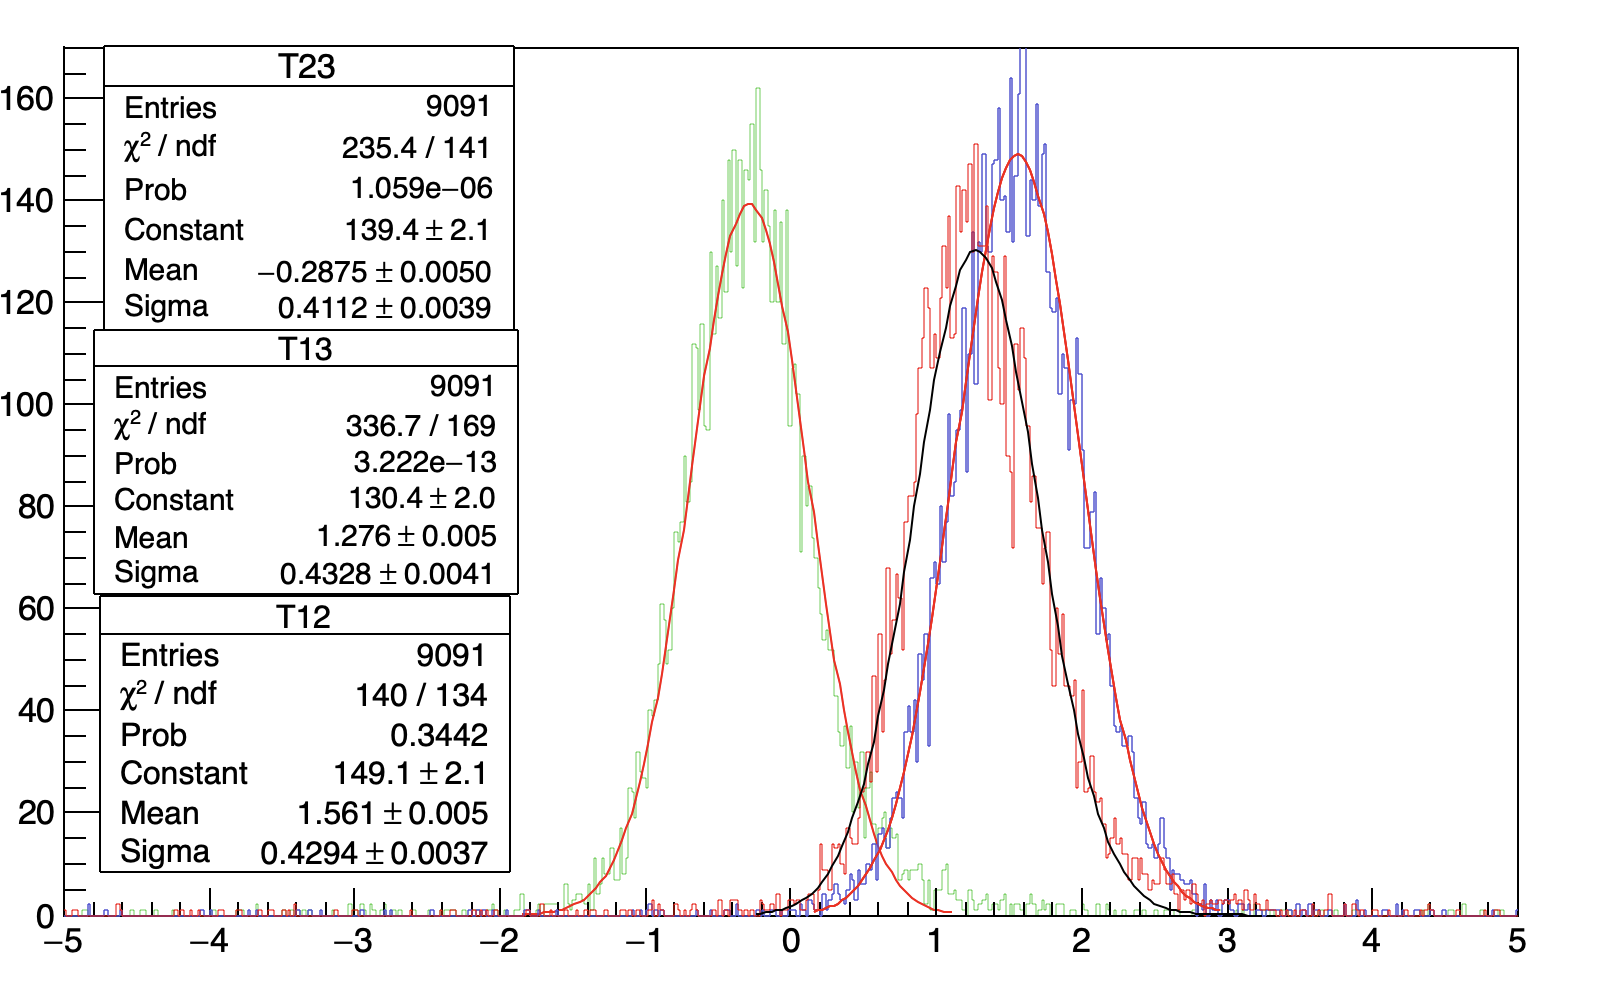 T23
Entries 9091
χ² / ndf 235.4 / 141
Prob 1.059e−06
Constant 139.4 ± 2.1
Mean −0.2875 ± 0.0050
Sigma 0.4112 ± 0.0039
T13
Entries 9091
χ² / ndf 336.7 / 169
Prob 3.222e−13
Constant 130.4 ± 2.0
Mean 1.276 ± 0.005
Sigma 0.4328 ± 0.0041
T12
Entries 9091
χ² / ndf 140 / 134
Prob 0.3442
Constant 149.1 ± 2.1
Mean 1.561 ± 0.005
Sigma 0.4294 ± 0.0037
160
140
120
100
80
60
40
20
0
−5 −4 −3 −2 −1 0 1 2 3 4 5